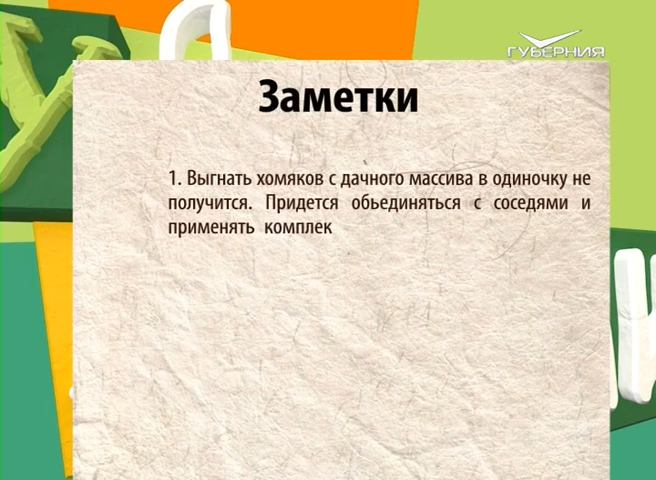 ГУБЕРНИЯ
Заметки
1. Выгнать хомяков с дачного массива в одиночку не
получится. Придется обьединяться с соседями и
применять комплек